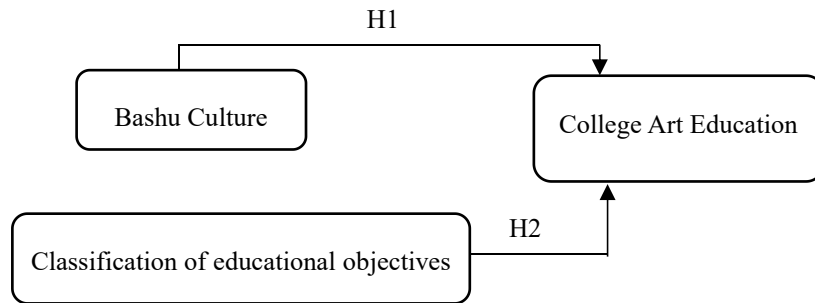 H1
Bashu Culture
College Art Education
H2
Classification of educational objectives